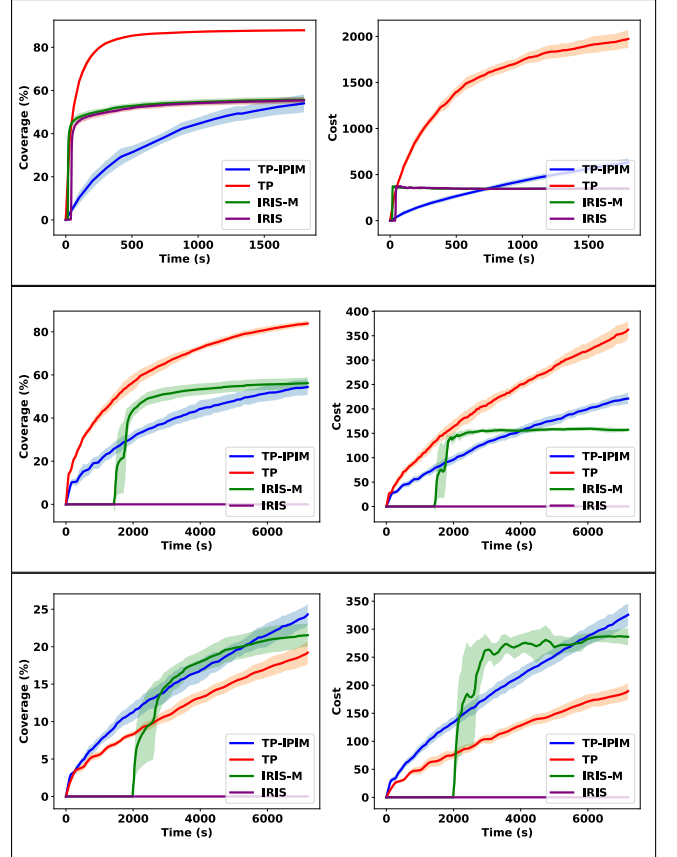 80
60
40
20
0
Coverage (%)
0
500
1000
1500
Time (s)
TP-IPIM
TP
IRIS-M
IRIS
2000
1500
1000
500
0
Cost
0
500
1000
1500
Time (s)
TP-IPIM
TP
IRIS-M
IRIS
80
60
40
20
0
Coverage (%)
0
2000
4000
6000
Time (s)
TP-IPIM
TP
IRIS-M
IRIS
400
350
300
250
200
150
100
50
0
Cost
0
2000
4000
6000
Time (s)
TP-IPIM
TP
IRIS-M
IRIS
25
20
15
10
5
0
Coverage (%)
0
2000
4000
6000
Time (s)
TP-IPIM
TP
IRIS-M
IRIS
350
300
250
200
150
100
50
0
Cost
0
2000
4000
6000
Time (s)
TP-IPIM
TP
IRIS-M
IRIS